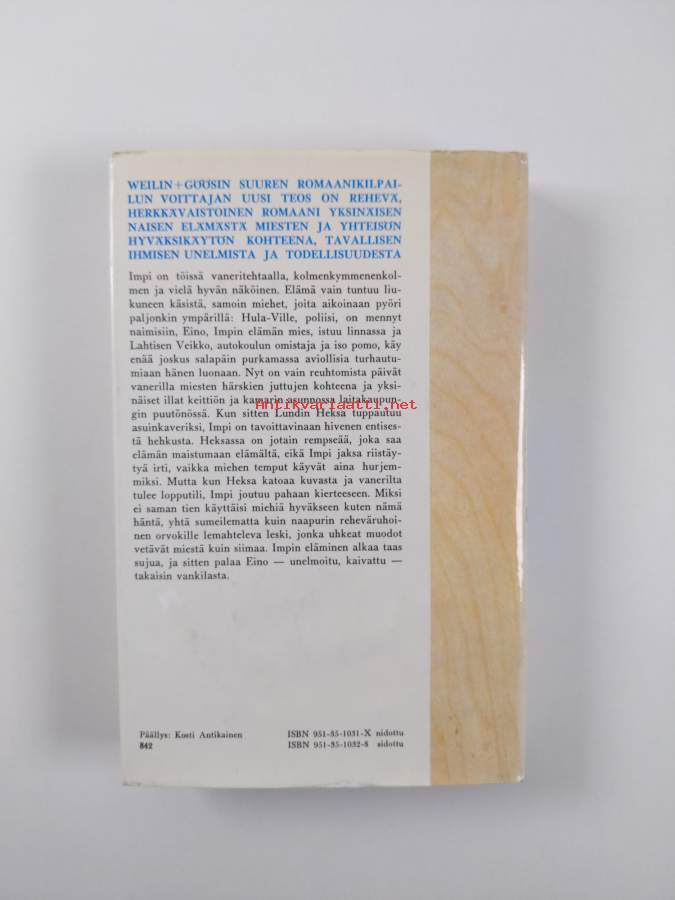 WEILIN+GÖÖSIN SUUREN ROMAANIKILPAI-
LUN VOITTAJAN UUSI TEOS ON REHEVÄ,
HERKKÄVAISTOINEN ROMAANI YKSINÄISEN
NAISEN ELÄMÄSTÄ MIESTEN JA YHTEISÖN
HYVÄKSIKÄYTÖN KOHTEENA, TAVALLISEN
IHMISEN UNELMISTA JA TODELLISUUDESTA
Impi on töissä vaneritehtaalla, kolmenkymmenenkol-
men ja vielä hyvän näköinen. Elämä vain tuntuu liu-
kuneen käsistä, samoin miehet, joita aikoinaan pyöri
paljonkin ympärillä: Hula-Ville, poliisi, on mennyt
naimisiin, Eino, Impin elämän mies, istuu linnassa ja
Lahtisen Veikko, autokoulun omistaja ja iso pomo, käy
enää joskus salapäin purkamassa aviollisia turhautu-
miaan hänen luonaan. Nyt on vain reuhtomista päivät
vanerilla miesten härskien juttujen kohteena ja yksi-
näiset illat keittiön ja kamarin asunnossa laitakaupun-
gin puutönössä. Kun sitten Lundin Heksa tuppautuu
asuinkaveriksi, Impi on tavoittavinaan hivenen entises-
tä hehkusta. Heksassa on jotain rempseää, joka saa
elämän maistumaan elämältä, eikä Impi jaksa riistäy-
tyä irti, vaikka miehen temput käyvät aina hurjem-
miksi. Mutta kun Heksa katoaa kuvasta ja vanerilta
tulee lopputili, Impi joutuu pahaan kierteeseen. Miksi
ei saman tien käyttäisi miehiä hyväkseen kuten nämä
häntä, yhtä sumeilematta kuin naapurin reheväruhoi-
nen orvokille lemahteleva leski, jonka uhkeat muodot
vetävät miestä kuin siimaa. Impin eläminen alkaa taas
sujua, ja sitten palaa Eino — unelmoitu, kaivattu —
takaisin vankilasta.
Antikvariaatti.net
Päällys: Kosti Antikainen
842
ISBN 951-35-1031-X nidottu
ISBN 951-35-1032-8 sidottu